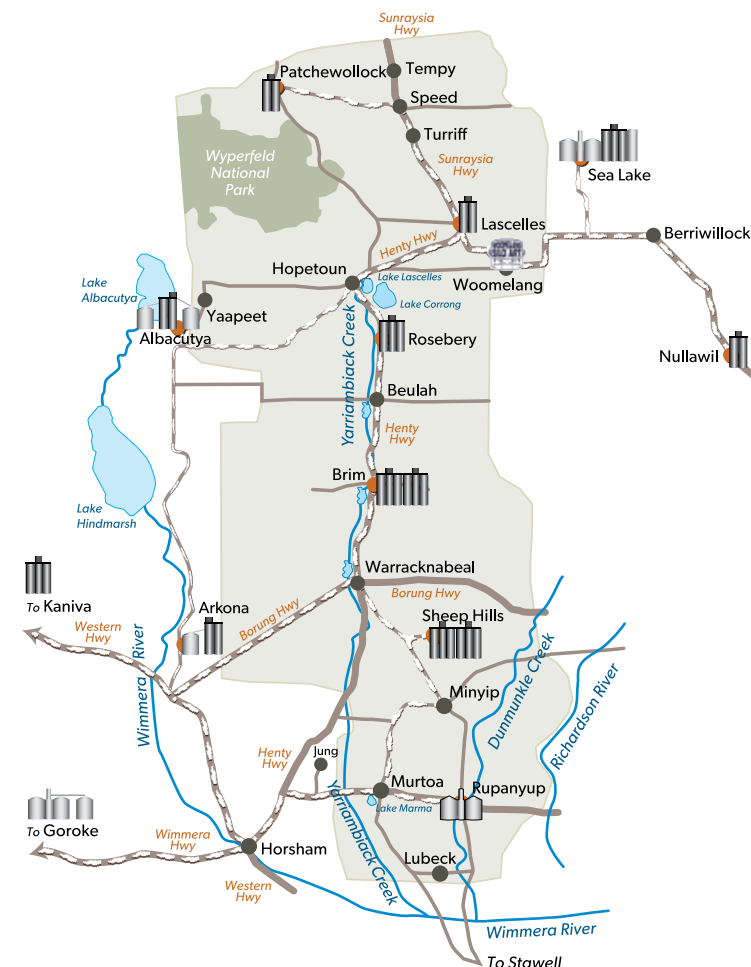 Sunraysia
Hwy
Patchewollock
Tempy
Speed
Turriff
Wyperfeld
National
Park
Sunraysia
Hwy
Sea Lake
Lascelles
Berriwillock
Henty Hwy
Hopetoun
Lake Lascelles
Woomelang
Lake
Albacutya
Yaapeet
Lake Corrong
Albacutya
Yarriambiack Creek
Rosebery
Nullawil
Beulah
Henty
Hwy
Brim
Lake
Hindmarsh
Warracknabeal
Borung Hwy
To Kaniva
Arkona
Borung Hwy
Sheep Hills
Western
Hwy
Wimmera River
Dunmunkle Creek
Richardson River
Minyip
Henty
Hwy
Jung
Yarriambiack Creek
Murtoa
Rupanyup
Lake Marma
To Goroke
Wimmera
Hwy
Horsham
Lubeck
Western
Hwy
Wimmera River
To Stawell